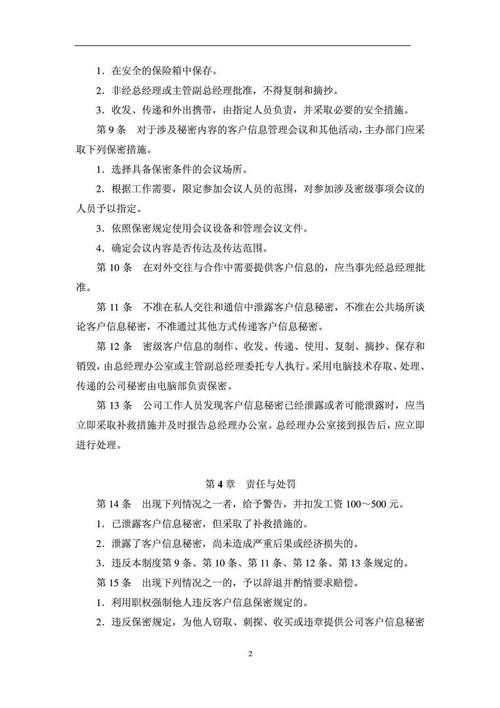 1．在安全的保险箱中保存。
2．非经总经理或主管副总经理批准，不得复制和摘抄。
3．收发、传递和外出携带，由指定人员负责，并采取必要的安全措施。
第 9 条　对于涉及秘密内容的客户信息管理会议和其他活动，主办部门应采
取下列保密措施。
1．选择具备保密条件的会议场所。
2．根据工作需要，限定参加会议人员的范围，对参加涉及密级事项会议的
人员予以指定。
3．依照保密规定使用会议设备和管理会议文件。
4．确定会议内容是否传达及传达范围。
第 10 条　在对外交往与合作中需要提供客户信息的，应当事先经总经理批
准。
第 11 条　不准在私人交往和通信中泄露客户信息秘密，不准在公共场所谈
论客户信息秘密，不准通过其他方式传递客户信息秘密。
第 12 条　密级客户信息的制作、收发、传递、使用、复制、摘抄、保存和
销毁，由总经理办公室或主管副总经理委托专人执行。采用电脑技术存取、处理、
传递的公司秘密由电脑部负责保密。
第 13 条　公司工作人员发现客户信息秘密已经泄露或者可能泄露时，应当
立即采取补救措施并及时报告总经理办公室。总经理办公室接到报告后，应立即
进行处理。
第 4 章　责任与处罚
第 14 条　出现下列情况之一者，给予警告，并扣发工资 100～500 元。
1．已泄露客户信息秘密，但采取了补救措施的。
2．泄露了客户信息秘密，尚未造成严重后果或经济损失的。
3．违反本制度第 9 条、第 10 条、第 11 条、第 12 条、第 13 条规定的。
第 15 条　出现下列情况之一的，予以辞退并酌情要求赔偿。
1．利用职权强制他人违反客户信息保密规定的。
2．违反保密规定，为他人窃取、刺探、收买或违章提供公司客户信息秘密
2